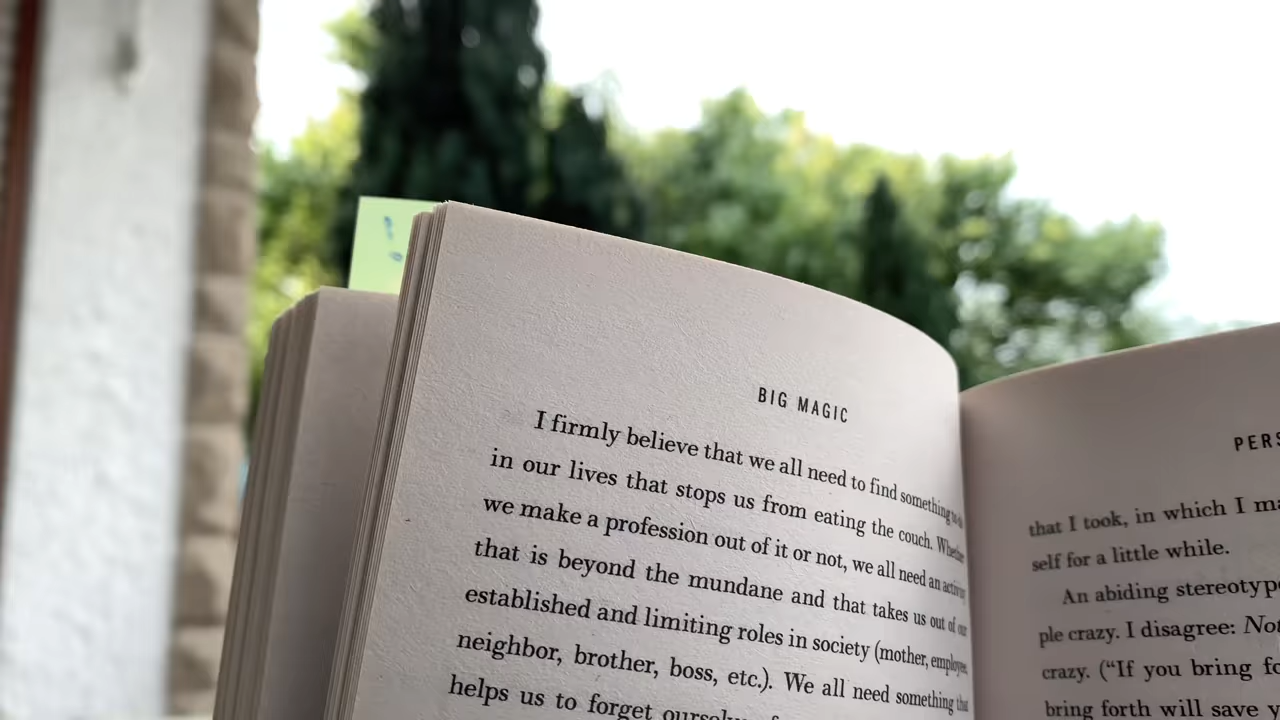 BIG MAGIC
I firmly believe that we all need to find something to do
in our lives that stops us from eating the couch. Whether
we make a profession out of it or not, we all need an activity
that is beyond the mundane and that takes us out of our
established and limiting roles in society (mother, employee,
neighbor, brother, boss, etc.). We all need something that
helps us to forget
PERS
that I took, in which I ma
self for a little while.
An abiding stereotype
ple crazy. I disagree: Not
crazy. (“If you bring fo
bring forth will save y